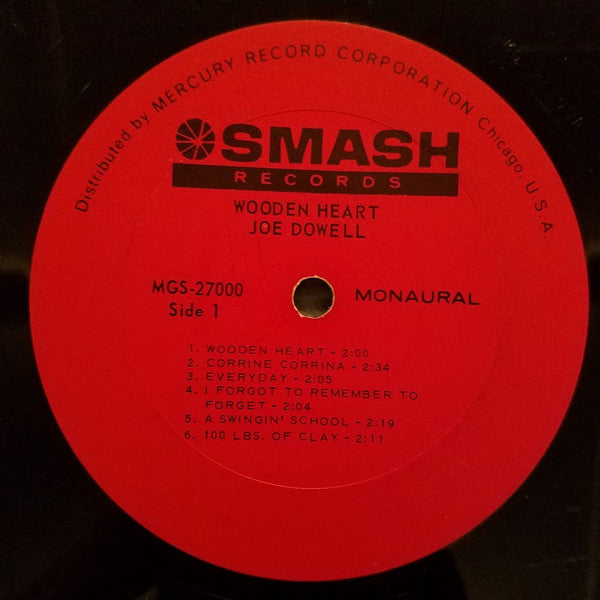 Distributed by MERCURY RECORD CORPORATION Chicago, U.S.A
SMASH
RECORDS
WOODEN HEART
JOE DOWELL
MGS-27000
Side 1
MONAURAL
1. WOODEN HEART - 2:00
2. CORRINE CORRINA - 2:34
3. EVERYDAY - 2:05
4. I FORGOT TO REMEMBER TO
FORGET - 2:04
5. A SWINGIN' SCHOOL - 2:19
6. 100 LBS. OF CLAY - 2:11